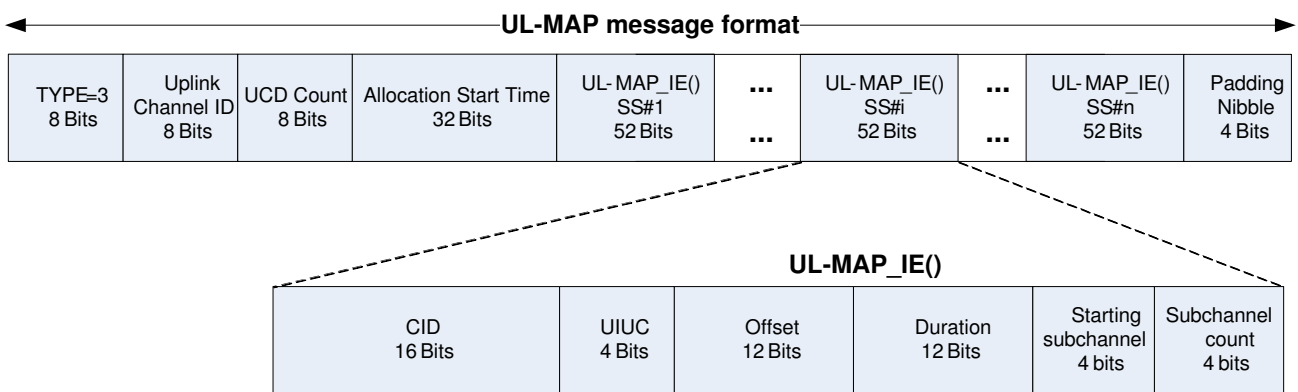 UL-MAP message format
TYPE=3
8 Bits
Uplink
Channel ID
8 Bits
UCD Count
8 Bits
Allocation Start Time
32 Bits
UL-MAP_IE()
SS#1
52 Bits
...
...
UL-MAP_IE()
SS#i
52 Bits
...
...
UL-MAP_IE()
SS#n
52 Bits
Padding
Nibble
4 Bits
UL-MAP_IE()
CID
16 Bits
UIUC
4 Bits
Offset
12 Bits
Duration
12 Bits
Starting
subchannel
4 bits
Subchannel
count
4 bits